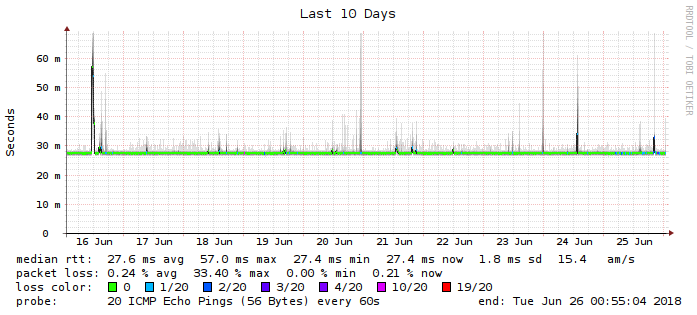 Last 10 Days
RRDTOOL / TOBI OETIKER
Seconds
60 m
50 m
40 m
30 m
20 m
10 m
0
16 Jun 17 Jun 18 Jun 19 Jun 20 Jun 21 Jun 22 Jun 23 Jun 24 Jun 25 Jun
median rtt: 27.6 ms avg 57.0 ms max 27.4 ms min 27.4 ms now 1.8 ms sd 15.4 am/s
packet loss: 0.24 % avg 33.40 % max 0.00 % min 0.21 % now
loss color: 0 1/20 2/20 3/20 4/20 10/20 19/20
probe: 20 ICMP Echo Pings (56 Bytes) every 60s end: Tue Jun 26 00:55:04 2018